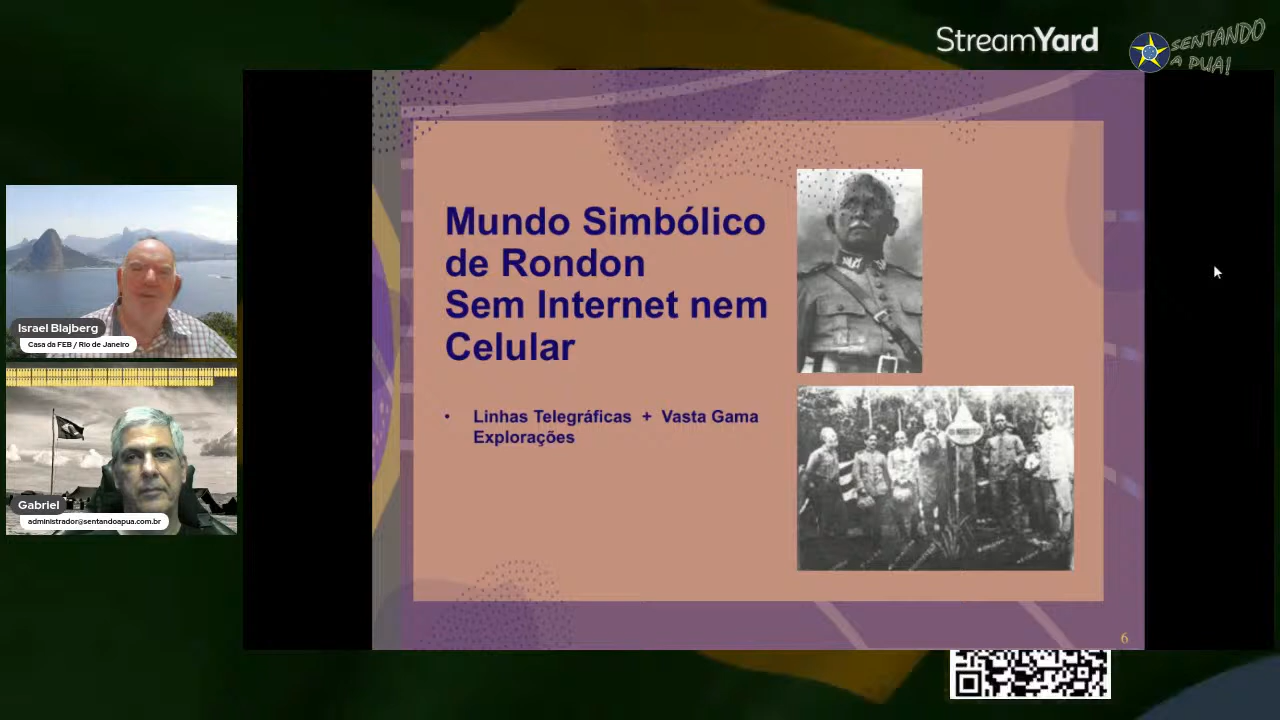 StreamYard
SENTANDO
A PUA!
Mundo Simbólico
de Rondon
Sem Internet nem
Celular
• Linhas Telegráficas + Vasta Gama
Explorações
Israel Blajberg
Casa da FEB / Rio de Janeiro
Gabriel
administrador@sentandoapua.com.br
6